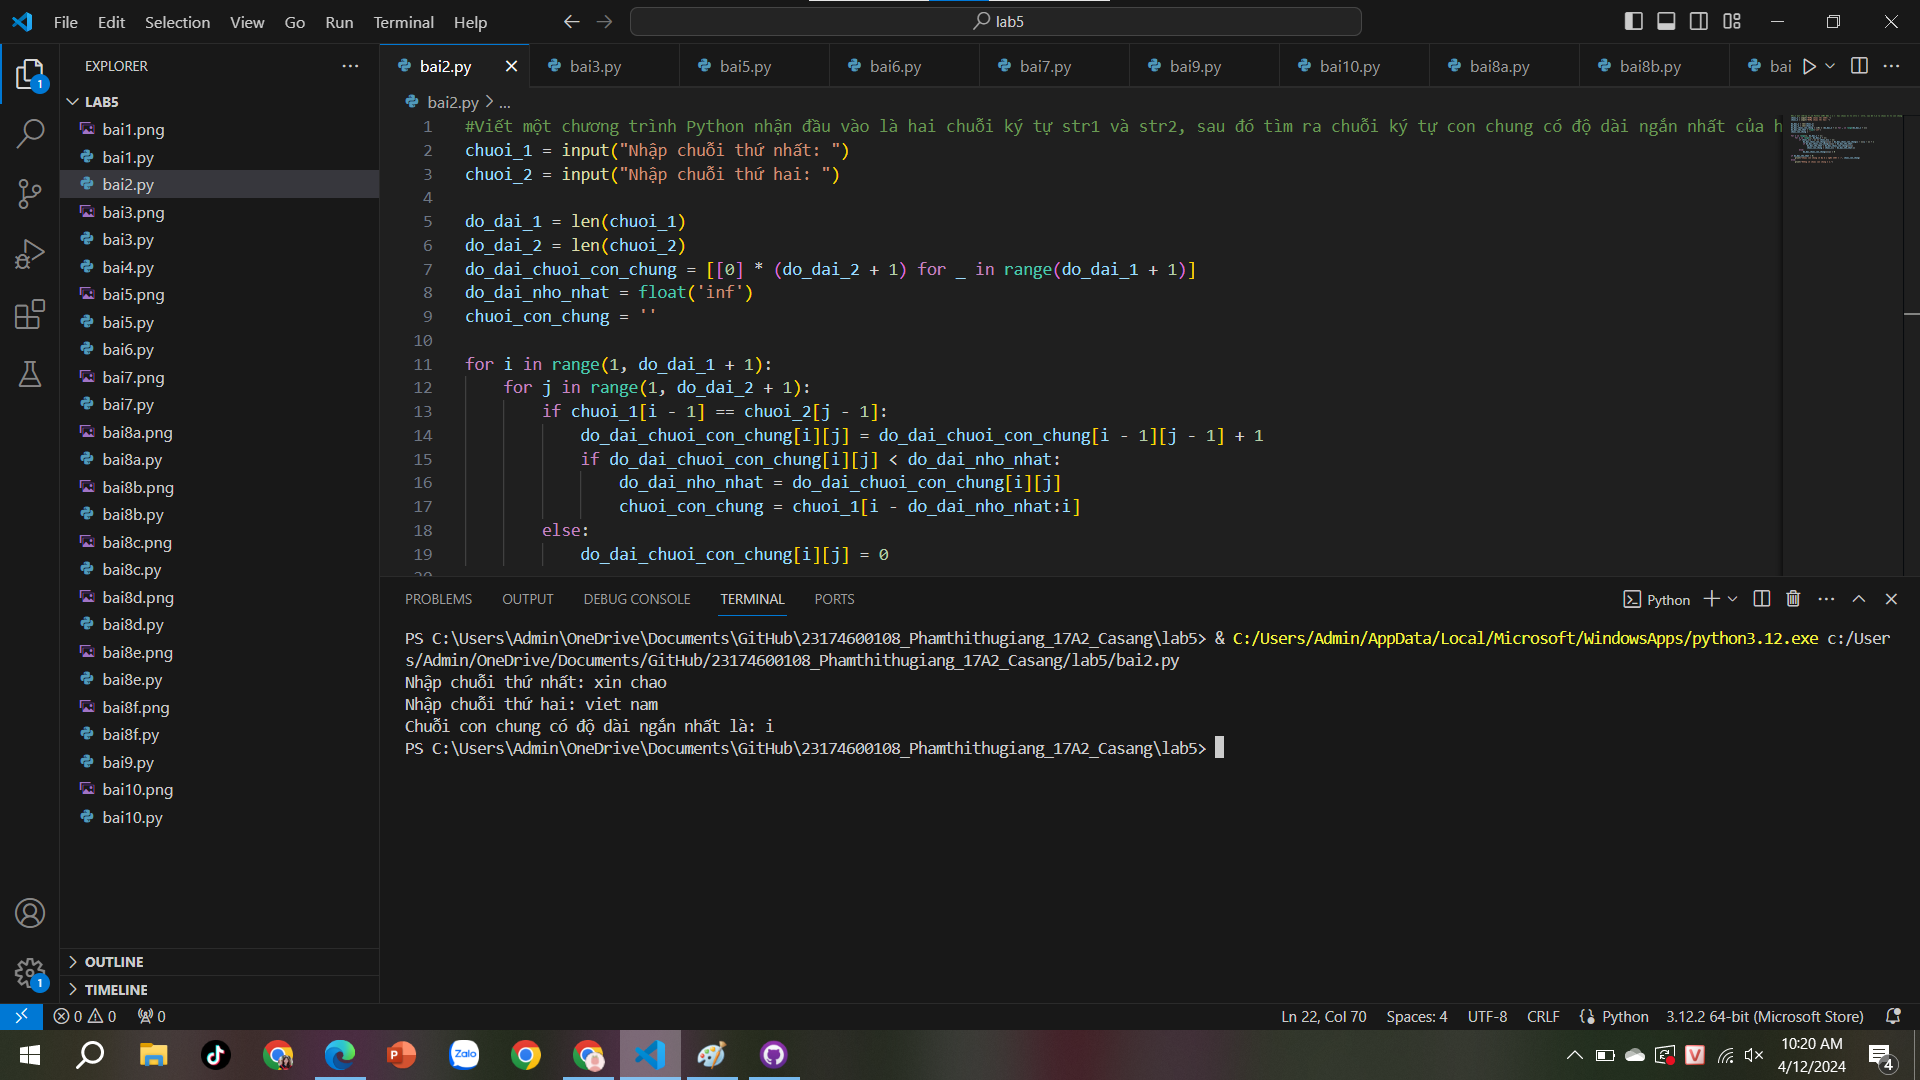 File Edit Selection View Go Run Terminal Help
lab5
EXPLORER
LAB5
bai1.png
bai1.py
bai2.py
bai3.png
bai3.py
bai4.py
bai5.png
bai5.py
bai6.py
bai7.png
bai7.py
bai8a.png
bai8a.py
bai8b.png
bai8b.py
bai8c.png
bai8c.py
bai8d.png
bai8d.py
bai8e.png
bai8e.py
bai8f.png
bai8f.py
bai9.py
bai10.png
bai10.py
OUTLINE
TIMELINE
bai2.py bai3.py bai5.py bai6.py bai7.py bai9.py bai10.py bai8a.py bai8b.py bai
bai2.py > ...
1 #Viết một chương trình Python nhận đầu vào là hai chuỗi ký tự str1 và str2, sau đó tìm ra chuỗi ký tự con chung có độ dài ngắn nhất của h
2 chuoi_1 = input("Nhập chuỗi thứ nhất: ")
3 chuoi_2 = input("Nhập chuỗi thứ hai: ")
4
5 do_dai_1 = len(chuoi_1)
6 do_dai_2 = len(chuoi_2)
7 do_dai_chuoi_con_chung = [[0] * (do_dai_2 + 1) for _ in range(do_dai_1 + 1)]
8 do_dai_nho_nhat = float('inf')
9 chuoi_con_chung = ''
10
11 for i in range(1, do_dai_1 + 1):
12 for j in range(1, do_dai_2 + 1):
13 if chuoi_1[i - 1] == chuoi_2[j - 1]:
14 do_dai_chuoi_con_chung[i][j] = do_dai_chuoi_con_chung[i - 1][j - 1] + 1
15 if do_dai_chuoi_con_chung[i][j] < do_dai_nho_nhat:
16 do_dai_nho_nhat = do_dai_chuoi_con_chung[i][j]
17 chuoi_con_chung = chuoi_1[i - do_dai_nho_nhat:i]
18 else:
19 do_dai_chuoi_con_chung[i][j] = 0
PROBLEMS OUTPUT DEBUG CONSOLE TERMINAL PORTS
Python
PS C:\Users\Admin\OneDrive\Documents\GitHub\23174600108_Phamthithugiang_17A2_Casang\lab5> & C:/Users/Admin/AppData/Local/Microsoft/WindowsApps/python3.12.exe c:/User
s/Admin/OneDrive/Documents/GitHub/23174600108_Phamthithugiang_17A2_Casang/lab5/bai2.py
Nhập chuỗi thứ nhất: xin chao
Nhập chuỗi thứ hai: viet nam
Chuỗi con chung có độ dài ngắn nhất là: i
PS C:\Users\Admin\OneDrive\Documents\GitHub\23174600108_Phamthithugiang_17A2_Casang\lab5>
1
1
0 0 0
Ln 22, Col 70 Spaces: 4 UTF-8 CRLF Python 3.12.2 64-bit (Microsoft Store)
Zalo
V
10:20 AM
4/12/2024
4